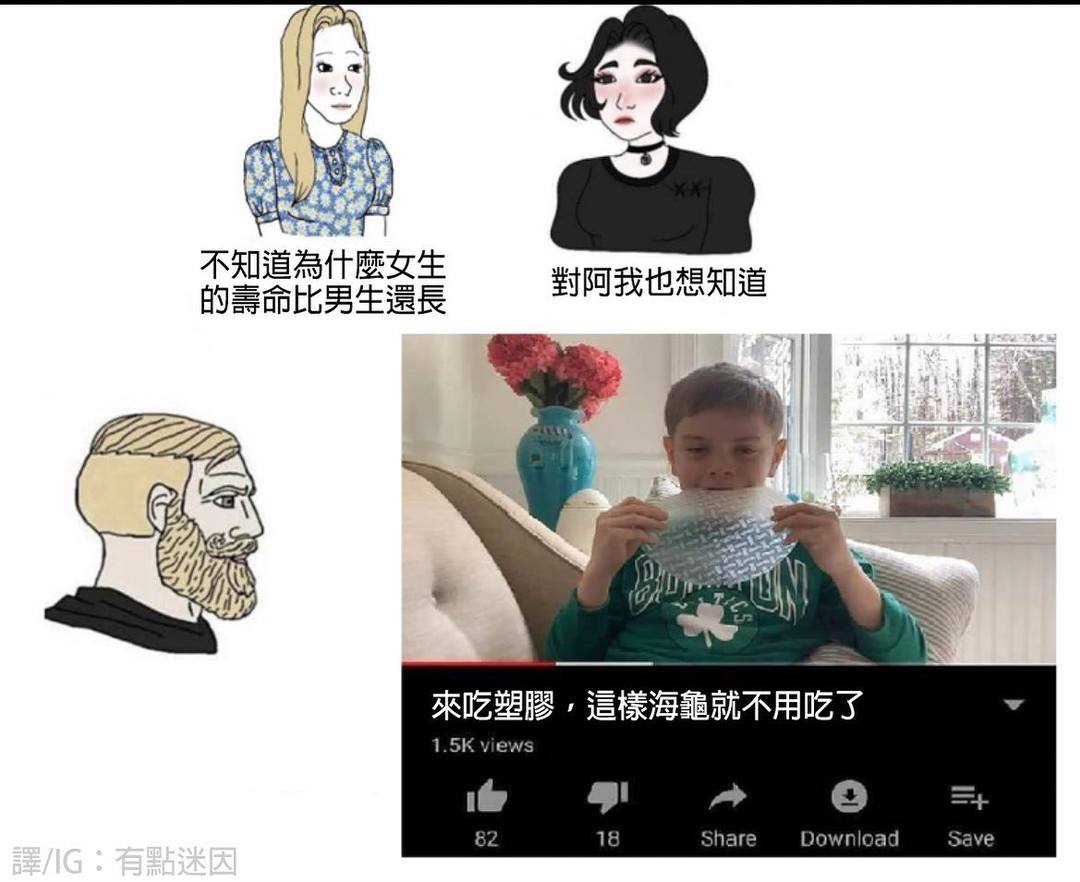 不知道為什麼女生
的壽命比男生還長
對阿我也想知道
BOSTON
CELTICS
來吃塑膠，這樣海龜就不用吃了
1.5K views
82
18
Share
Download
Save
譯/IG：有點迷因